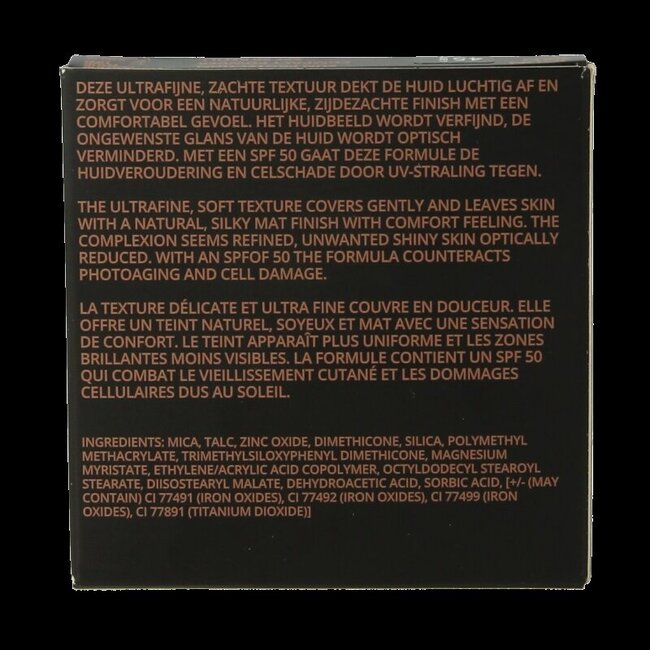 DEZE ULTRAFIJNE, ZACHTE TEXTUUR DEKT DE HUID LUCHTIG AF EN
ZORGT VOOR EEN NATUURLIJKE, ZIJDEZACHTE FINISH MET EEN
COMFORTABEL GEVOEL. HET HUIDBEELD WORDT VERFIJND, DE
ONGEWENSTE GLANS VAN DE HUID WORDT OPTISCH
VERMINDERD. MET EEN SPF 50 GAAT DEZE FORMULE DE
HUIDVEROUDERING EN CELSCHADE DOOR UV-STRALING TEGEN.
THE ULTRAFINE, SOFT TEXTURE COVERS GENTLY AND LEAVES SKIN
WITH A NATURAL, SILKY MAT FINISH WITH COMFORT FEELING. THE
COMPLEXION SEEMS REFINED, UNWANTED SHINY SKIN OPTICALLY
REDUCED. WITH AN SPFOF 50 THE FORMULA COUNTERACTS
PHOTOAGING AND CELL DAMAGE.
LA TEXTURE DÉLICATE ET ULTRA FINE COUVRE EN DOUCEUR. ELLE
OFFRE UN TEINT NATUREL, SOYEUX ET MAT AVEC UNE SENSATION
DE CONFORT. LE TEINT APPARAÎT PLUS UNIFORME ET LES ZONES
BRILLANTES MOINS VISIBLES. LA FORMULE CONTIENT UN SPF 50
QUI COMBAT LE VIEILLISSEMENT CUTANÉ ET LES DOMMAGES
CELLULAIRES DUS AU SOLEIL.
INGREDIENTS: MICA, TALC, ZINC OXIDE, DIMETHICONE, SILICA, POLYMETHYL
METHACRYLATE, TRIMETHYLSILOXYPHENYL DIMETHICONE, MAGNESIUM
MYRISTATE, ETHYLENE/ACRYLIC ACID COPOLYMER, OCTYLDODECYL STEAROYL
STEARATE, DIISOSTEARYL MALATE, DEHYDROACETIC ACID, SORBIC ACID, [+/- (MAY
CONTAIN) CI 77491 (IRON OXIDES), CI 77492 (IRON OXIDES), CI 77499 (IRON
OXIDES), CI 77891 (TITANIUM DIOXIDE)]